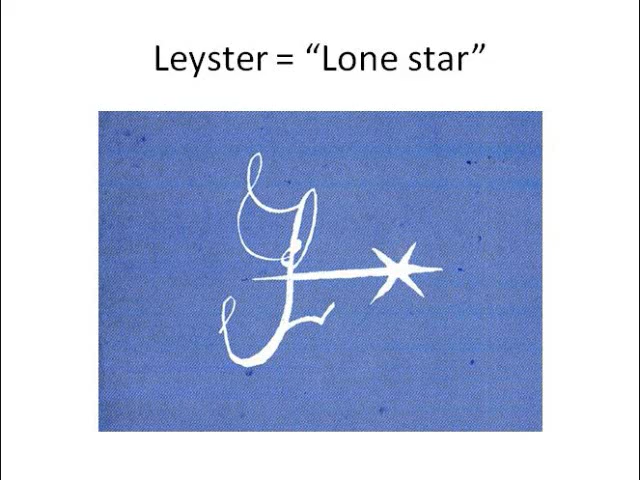 Leyster = “Lone star”